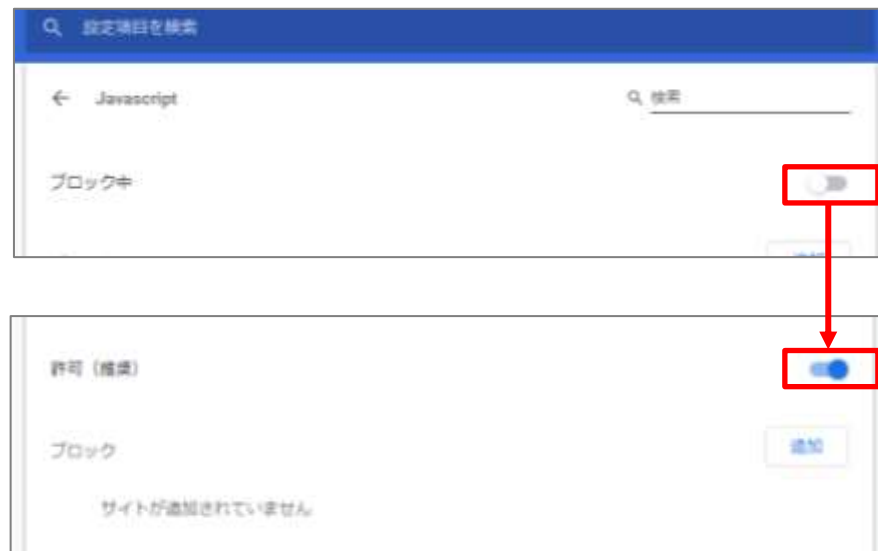 設定項目を検索
Javascript
検索
ブロック中
許可（推奨）
ブロック
追加
サイトが追加されていません